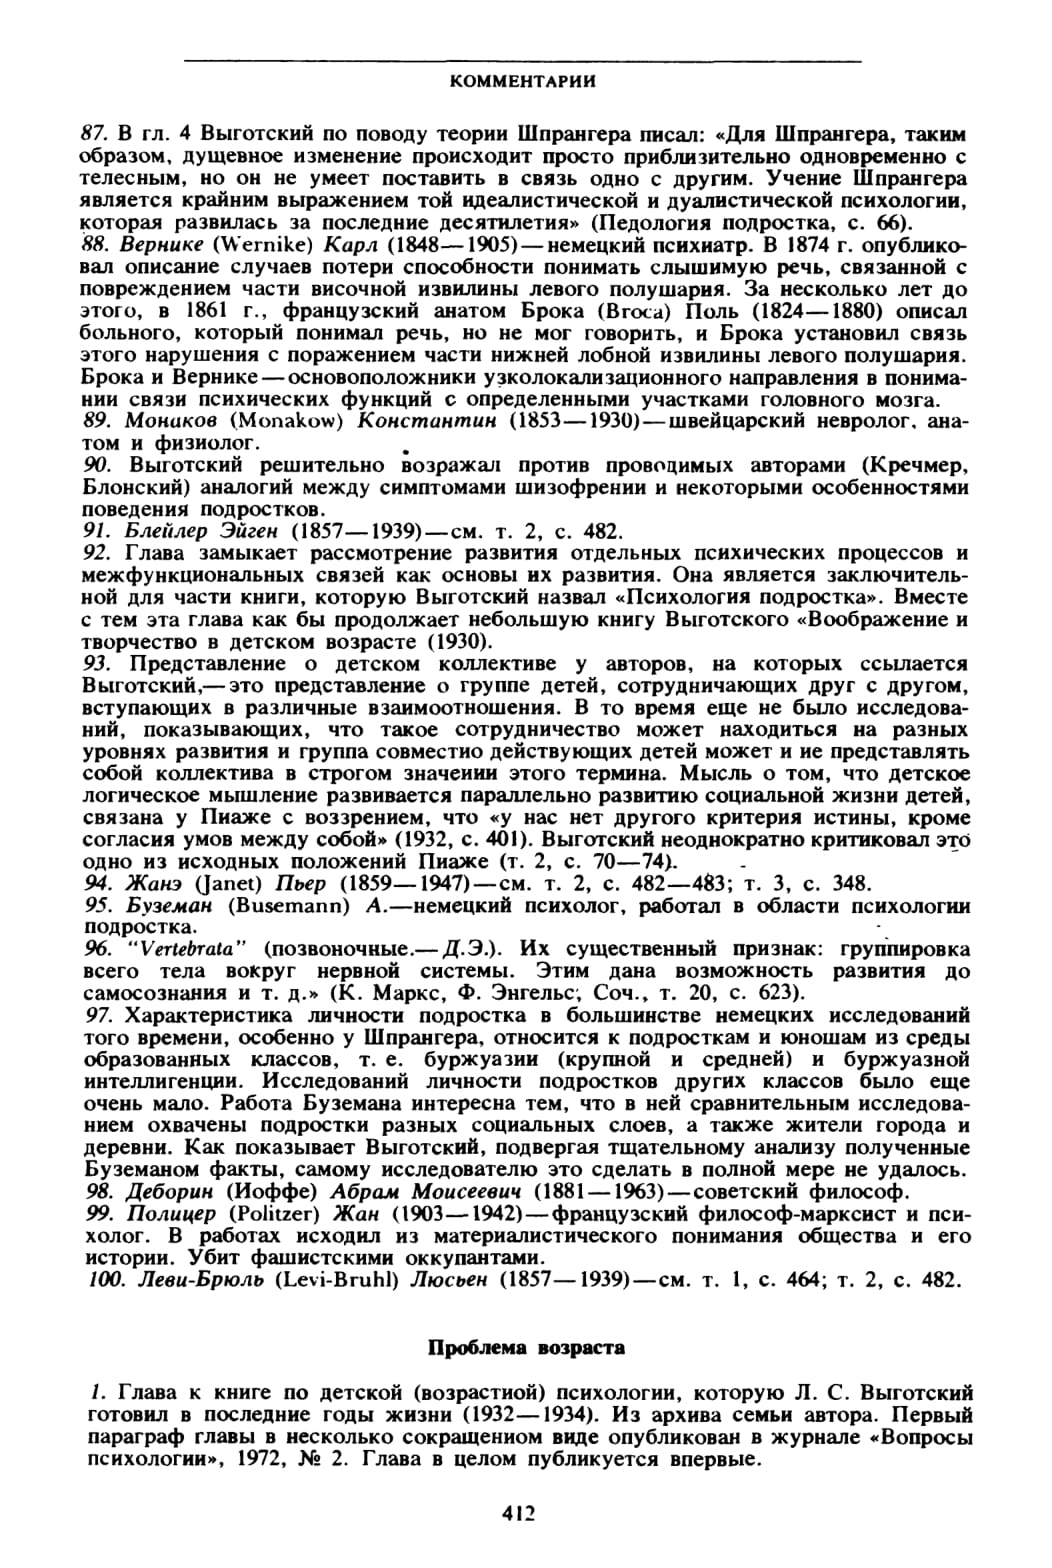 КОММЕНТАРИИ
87. В гл. 4 Выготский по поводу теории Шпрангера писал: «Для Шпрангера, таким
образом, дущевное изменение происходит просто приблизительно одновременно с
телесным, но он не умеет поставить в связь одно с другим. Учение Шпрангера
является крайним выражением той идеалистической и дуалистической психологии,
которая развилась за последние десятилетия» (Педология подростка, с. 66).
88. Вернике (Wernike) Карл (1848—1905)—немецкий психиатр. В 1874 г. опублико-
вал описание случаев потери способности понимать слышимую речь, связанной с
повреждением части височной извилины левого полушария. За несколько лет до
этого, в 1861 г., французский анатом Брока (Broca) Поль (1824—1880) описал
больного, который понимал речь, но не мог говорить, и Брока установил связь
этого нарушения с поражением части нижней лобной извилины левого полушария.
Брока и Вернике—основоположники узколокализационного направления в понима-
нии связи психических функций с определенными участками головного мозга.
89. Монаков (Monakow) Константин (1853—1930)—швейцарский невролог, ана-
том и физиолог.
90. Выготский решительно возражал против проводимых авторами (Кречмер,
Блонский) аналогий между симптомами шизофрении и некоторыми особенностями
поведения подростков.
91. Блейлер Эйген (1857—1939)—см. т. 2, с. 482.
92. Глава замыкает рассмотрение развития отдельных психических процессов и
межфункциональных связей как основы их развития. Она является заключитель-
ной для части книги, которую Выготский назвал «Психология подростка». Вместе
с тем эта глава как бы продолжает небольшую книгу Выготского «Воображение и
творчество в детском возрасте (1930).
93. Представление о детском коллективе у авторов, на которых ссылается
Выготский,—это представление о группе детей, сотрудничающих друг с другом,
вступающих в различные взаимоотношения. В то время еще не было исследова-
ний, показывающих, что такое сотрудничество может находиться на разных
уровнях развития и группа совместио действующих детей может и ие представлять
собой коллектива в строгом значении этого термина. Мысль о том, что детское
логическое мышление развивается параллельно развитию социальной жизни детей,
связана у Пиаже с воззрением, что «у нас нет другого критерия истины, кроме
согласия умов между собой» (1932, с. 401). Выготский неоднократно критиковал это
одно из исходных положений Пиаже (т. 2, с. 70—74).
94. Жанэ (Janet) Пьер (1859—1947)—см. т. 2, с. 482—483; т. 3, с. 348.
95. Буземан (Busemann) А.—немецкий психолог, работал в области психологии
подростка.
96. “Vertebrata” (позвоночные.—Д.Э.). Их существенный признак: группировка
всего тела вокруг нервной системы. Этим дана возможность развития до
самосознания и т. д.» (К. Маркс, Ф. Энгельс, Соч., т. 20, с. 623).
97. Характеристика личности подростка в большинстве немецких исследований
того времени, особенно у Шпрангера, относится к подросткам и юношам из среды
образованных классов, т. е. буржуазии (крупной и средней) и буржуазной
интеллигенции. Исследований личности подростков других классов было еще
очень мало. Работа Буземана интересна тем, что в ней сравнительным исследова-
нием охвачены подростки разных социальных слоев, а также жители города и
деревни. Как показывает Выготский, подвергая тщательному анализу полученные
Буземаном факты, самому исследователю это сделать в полной мере не удалось.
98. Деборин (Иоффе) Абрам Моисеевич (1881—1963)—советский философ.
99. Полицер (Politzer) Жан (1903—1942)—французский философ-марксист и пси-
холог. В работах исходил из материалистического понимания общества и его
истории. Убит фашистскими оккупантами.
100. Леви-Брюль (Levi-Bruhl) Люсьен (1857—1939)—см. т. 1, с. 464; т. 2, с. 482.
Проблема возраста
1. Глава к книге по детской (возрастиой) психологии, которую Л. С. Выготский
готовил в последние годы жизни (1932—1934). Из архива семьи автора. Первый
параграф главы в несколько сокращеном виде опубликован в журнале «Вопросы
психологии», 1972, № 2. Глава в целом публикуется впервые.
412